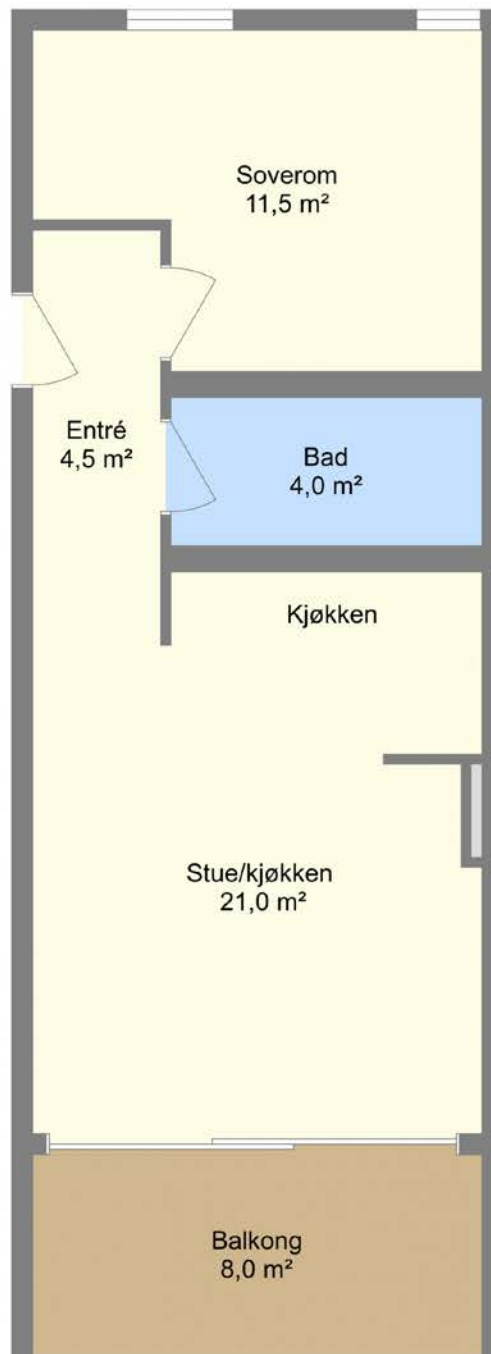 Soverom
11,5 m²
Entré
4,5 m²
Bad
4,0 m²
Kjøkken
Stue/kjøkken
21,0 m²
Balkong
8,0 m²